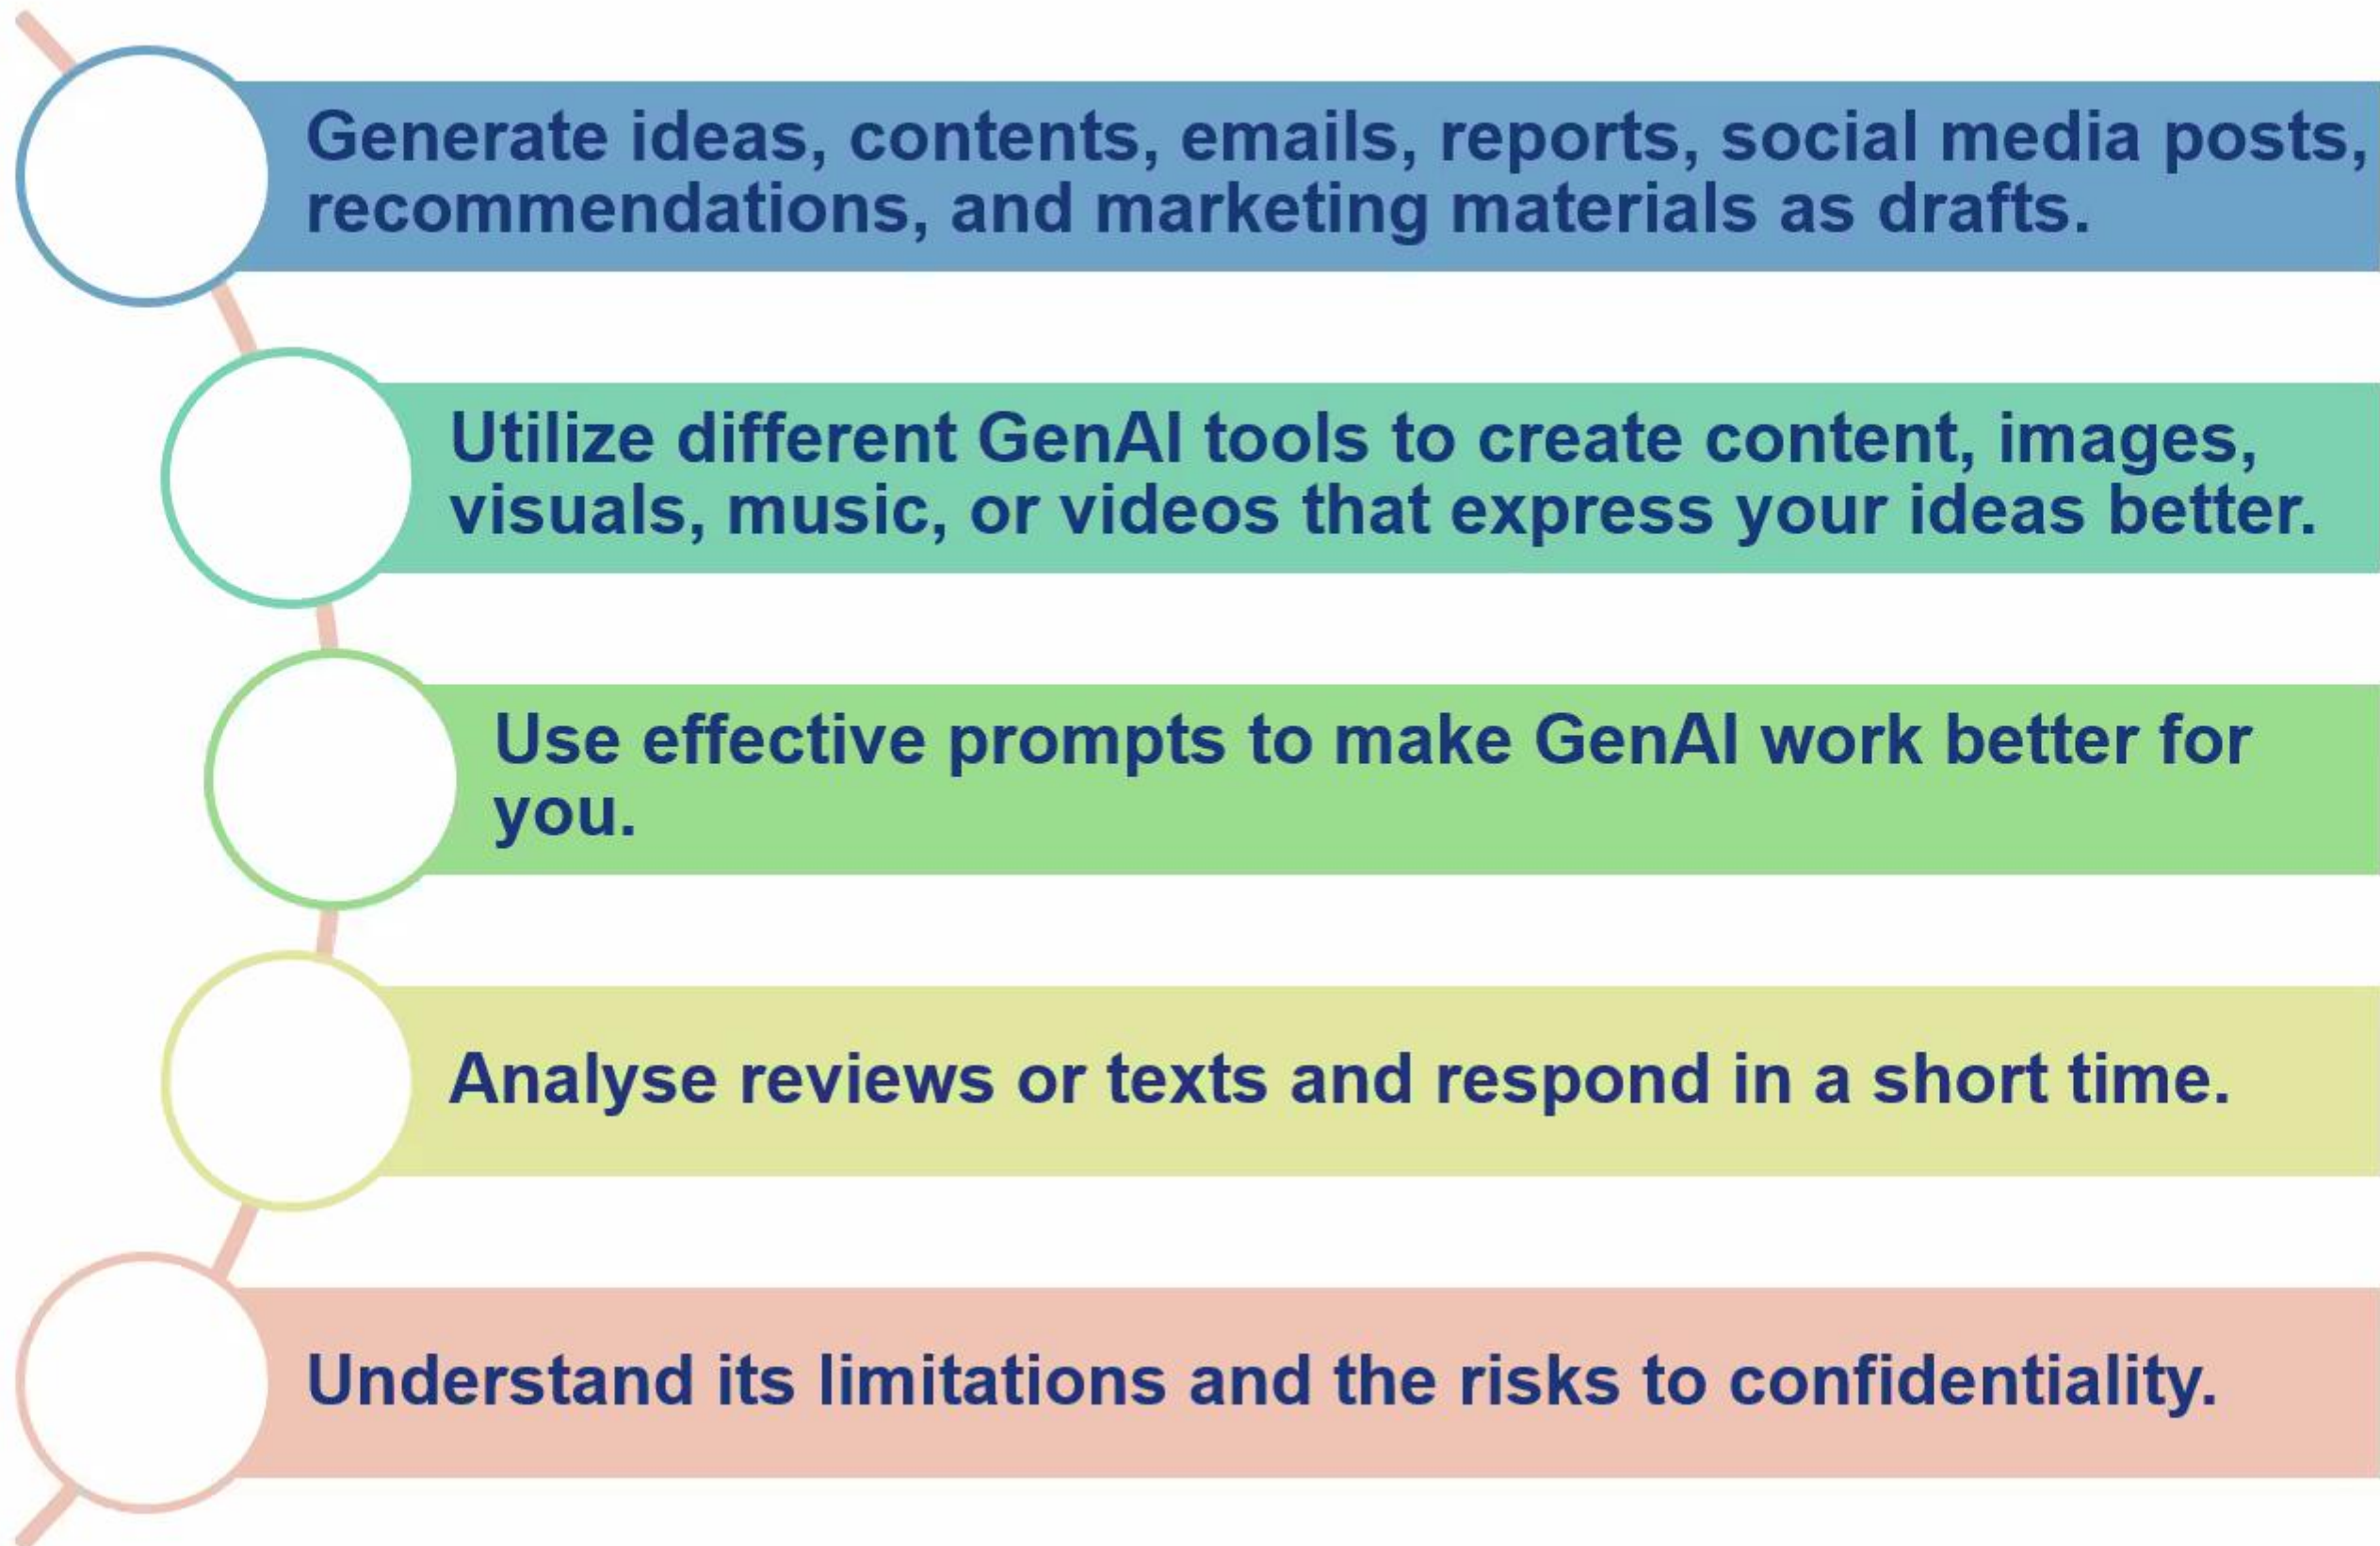 Generate ideas, contents, emails, reports, social media posts,
recommendations, and marketing materials as drafts.
Utilize different GenAI tools to create content, images,
visuals, music, or videos that express your ideas better.
Use effective prompts to make GenAI work better for
you.
Analyse reviews or texts and respond in a short time.
Understand its limitations and the risks to confidentiality.